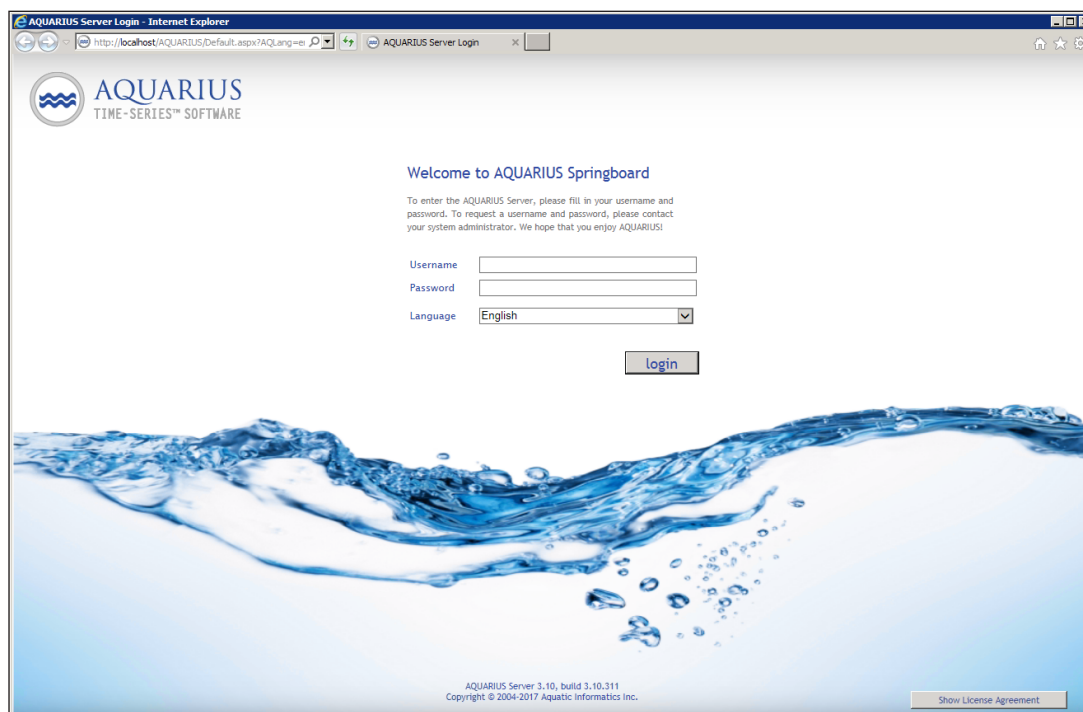 AQUARIUS Server Login - Internet Explorer
http://localhost/AQUARIUS/Default.aspx?AQLang=en
AQUARIUS Server Login
AQUARIUS
TIME-SERIES™ SOFTWARE
Welcome to AQUARIUS Springboard
To enter the AQUARIUS Server, please fill in your username and
password. To request a username and password, please contact
your system administrator. We hope that you enjoy AQUARIUS!
Username
Password
Language English
login
AQUARIUS Server 3.10, build 3.10.311
Copyright © 2004-2017 Aquatic Informatics Inc.
Show License Agreement